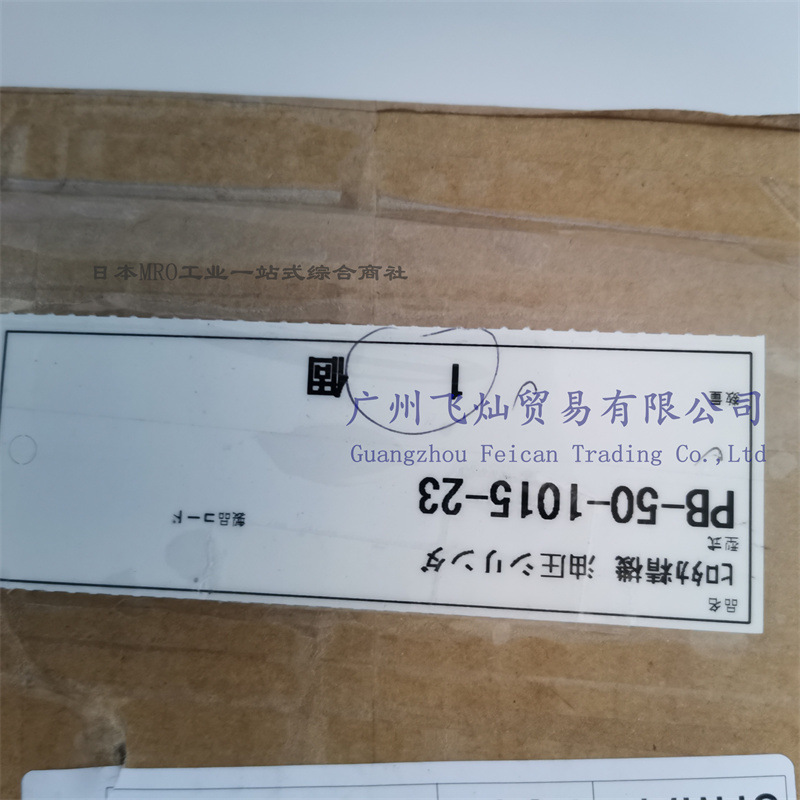 日本MRO工业一站式综合商社
广州飞灿贸易有限公司
Guangzhou Feican Trading Co.,Ltd
品名
ヒロタカ精機 油圧シリンダ
型式
PB-50-1015-23
製品コード
数量
1 個